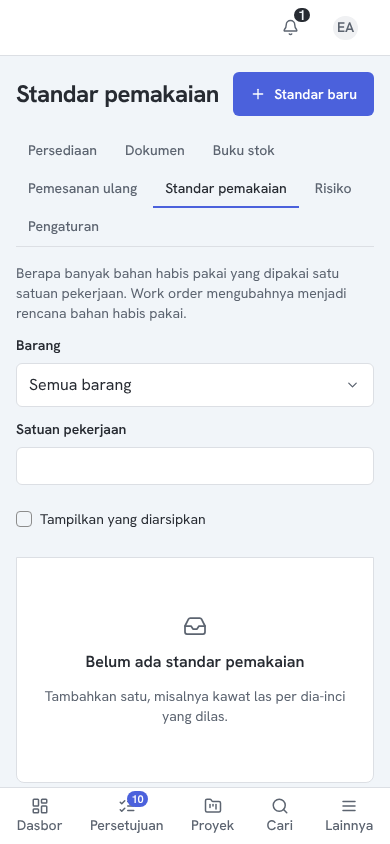 1
EA
Standar pemakaian
Standar baru
Persediaan Dokumen Buku stok
Pemesanan ulang Standar pemakaian Risiko
Pengaturan
Berapa banyak bahan habis pakai yang dipakai satu
satuan pekerjaan. Work order mengubahnya menjadi
rencana bahan habis pakai.
Barang
Semua barang
Satuan pekerjaan
Tampilkan yang diarsipkan
Belum ada standar pemakaian
Tambahkan satu, misalnya kawat las per dia-inci
yang dilas.
10
Dasbor Persetujuan Proyek Cari Lainnya